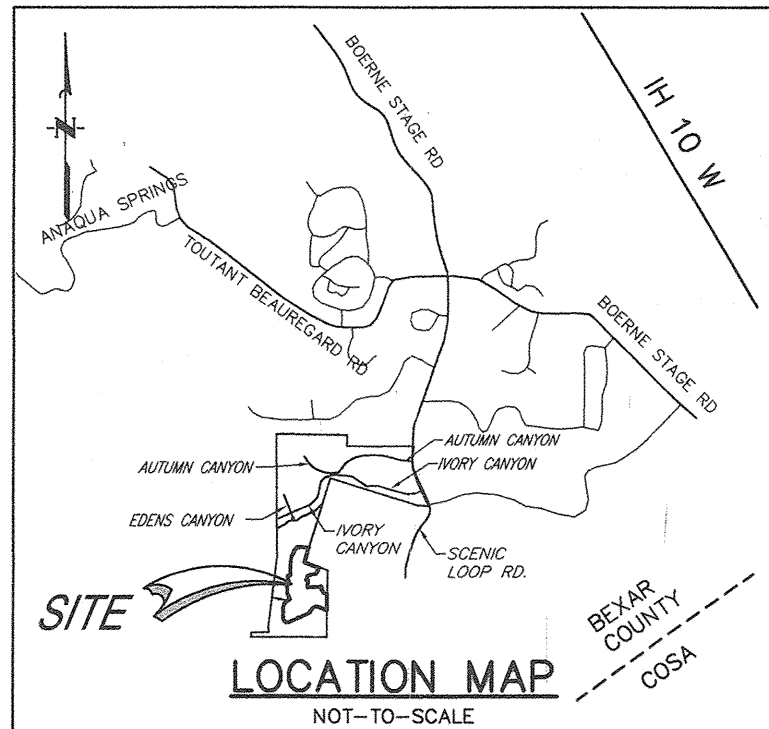 BOERNE STAGE RD
IH 10 W
N
ANAQUA SPRINGS
TOUTANT BEAUREGARD RD
BOERNE STAGE RD
AUTUMN CANYON
AUTUMN CANYON
IVORY CANYON
EDENS CANYON
IVORY
CANYON
SCENIC
LOOP RD.
SITE
BEXAR
COUNTY
COSA
LOCATION MAP
NOT-TO-SCALE